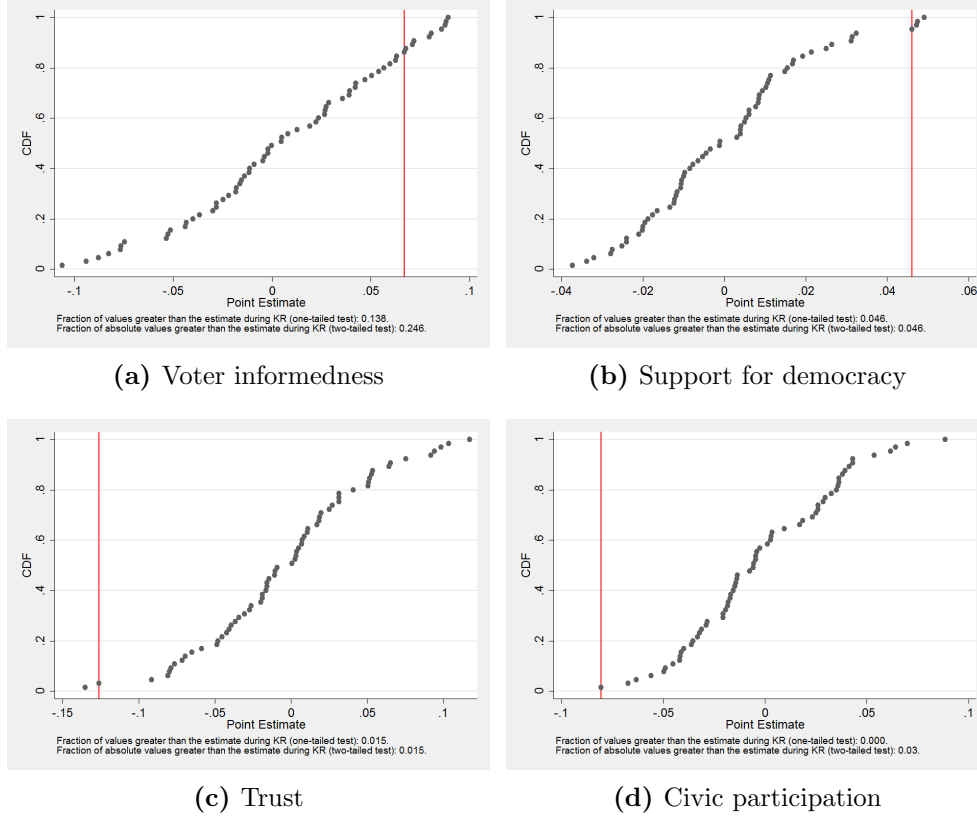 CDF
0 .2 .4 .6 .8 1
-.1 -.05 0 .05 .1
Point Estimate
Fraction of values greater than the estimate during KR (one-tailed test): 0.138.
Fraction of absolute values greater than the estimate during KR (two-tailed test): 0.246.
(a) Voter informedness
CDF
0 .2 .4 .6 .8 1
-.04 -.02 0 .02 .04 .06
Point Estimate
Fraction of values greater than the estimate during KR (one-tailed test): 0.046.
Fraction of absolute values greater than the estimate during KR (two-tailed test): 0.046.
(b) Support for democracy
CDF
0 .2 .4 .6 .8 1
-.15 -.1 -.05 0 .05 .1
Point Estimate
Fraction of values greater than the estimate during KR (one-tailed test): 0.015.
Fraction of absolute values greater than the estimate during KR (two-tailed test): 0.015.
(c) Trust
CDF
0 .2 .4 .6 .8 1
-.1 -.05 0 .05 .1
Point Estimate
Fraction of values greater than the estimate during KR (one-tailed test): 0.000.
Fraction of absolute values greater than the estimate during KR (two-tailed test): 0.03.
(d) Civic participation